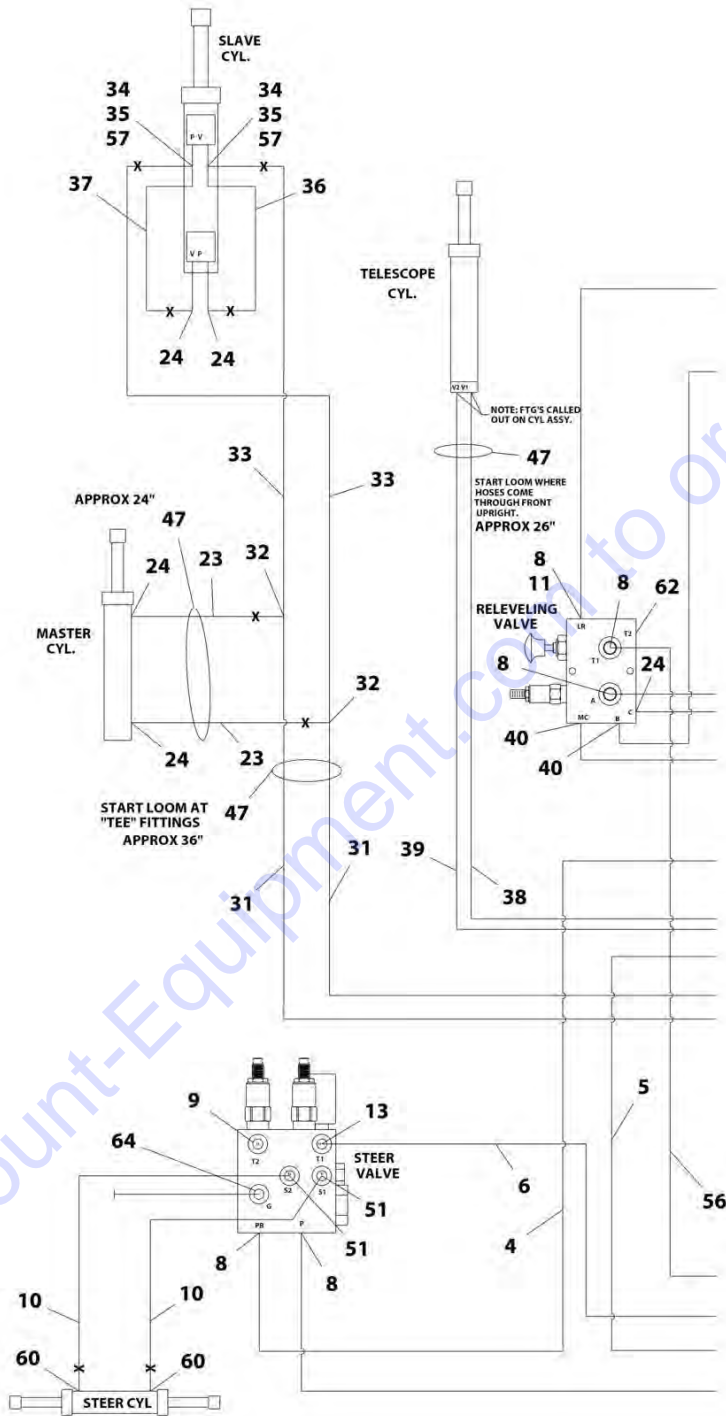 SLAVE
CYL.
34
35
57
34
35
57
P V
X
X
37
36
V P
X
X
24
24
TELESCOPE
CYL.
V2 V1
NOTE: FTG'S CALLED
OUT ON CYL ASSY.
47
START LOOM WHERE
HOSES COME
THROUGH FRONT
UPRIGHT.
APPROX 26"
33
33
APPROX 24"
47
24
23
32
X
MASTER
CYL.
32
X
24
23
47
START LOOM AT
"TEE" FITTINGS
APPROX 36"
31
31
8
11
8
62
RELEVELING
VALVE
LR
T2
T1
8
24
A
C
MC
B
40
40
39
38
9
13
64
T2
T1
STEER
VALVE
S2
S1
G
51
51
PB
P
8
8
6
5
4
56
10
10
X
X
60
60
STEER CYL
ount-Equipment.com to or